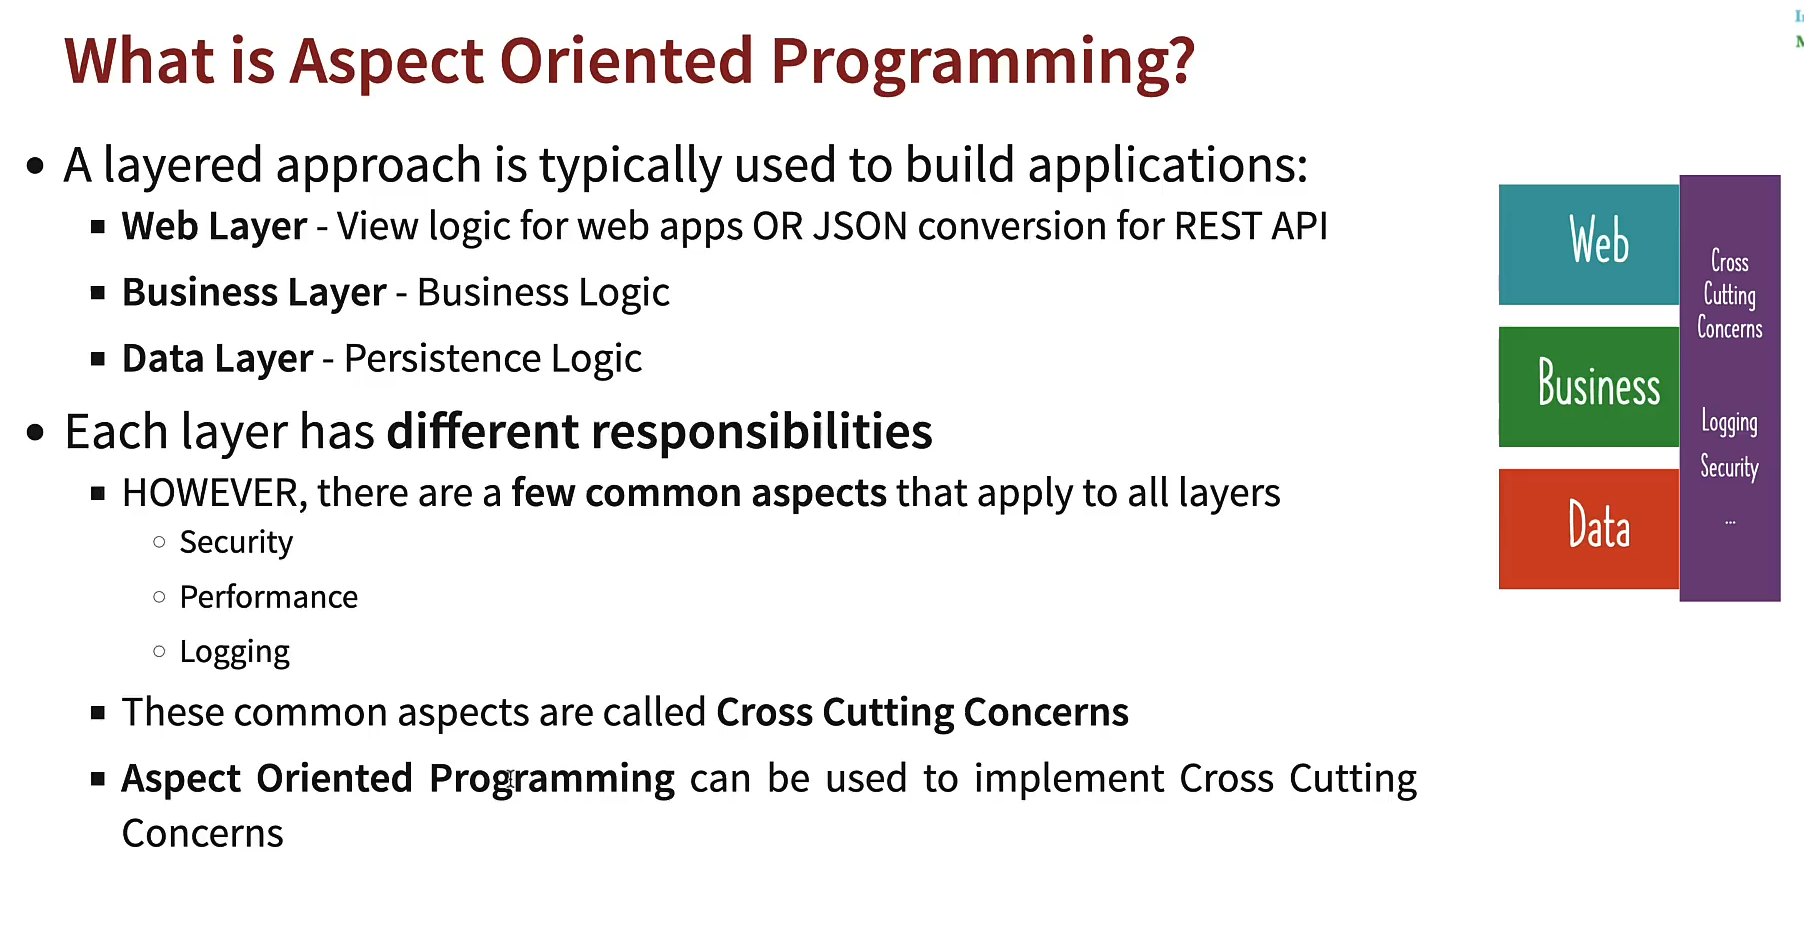 What is Aspect Oriented Programming?
• A layered approach is typically used to build applications:
▪ Web Layer - View logic for web apps OR JSON conversion for REST API
▪ Business Layer - Business Logic
▪ Data Layer - Persistence Logic
• Each layer has different responsibilities
▪ HOWEVER, there are a few common aspects that apply to all layers
○ Security
○ Performance
○ Logging
▪ These common aspects are called Cross Cutting Concerns
▪ Aspect Oriented Programming can be used to implement Cross Cutting
Concerns
Web
Business
Data
Cross
Cutting
Concerns
Logging
Security
...